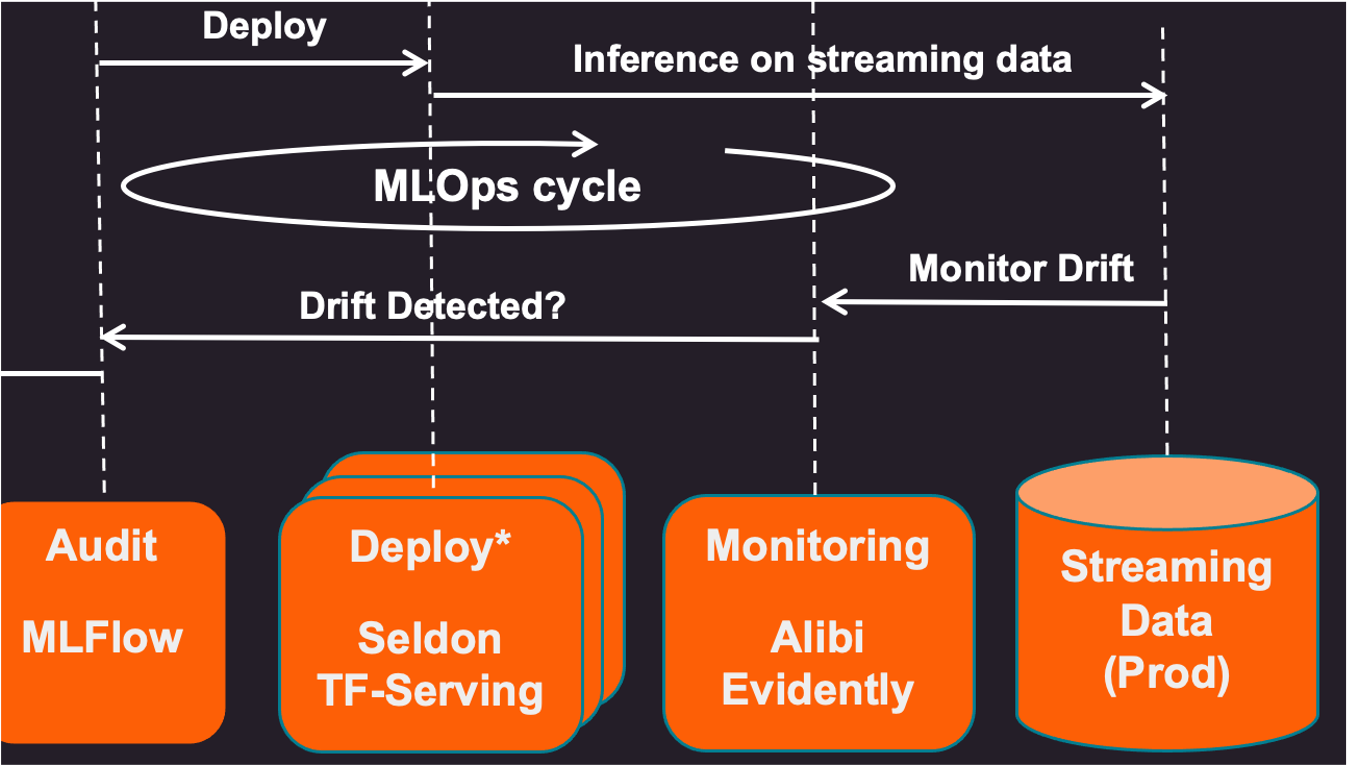 Deploy
Inference on streaming data
MLOps cycle
Monitor Drift
Drift Detected?
Audit
MLFlow
Deploy*
Seldon
TF-Serving
Monitoring
Alibi
Evidently
Streaming
Data
(Prod)